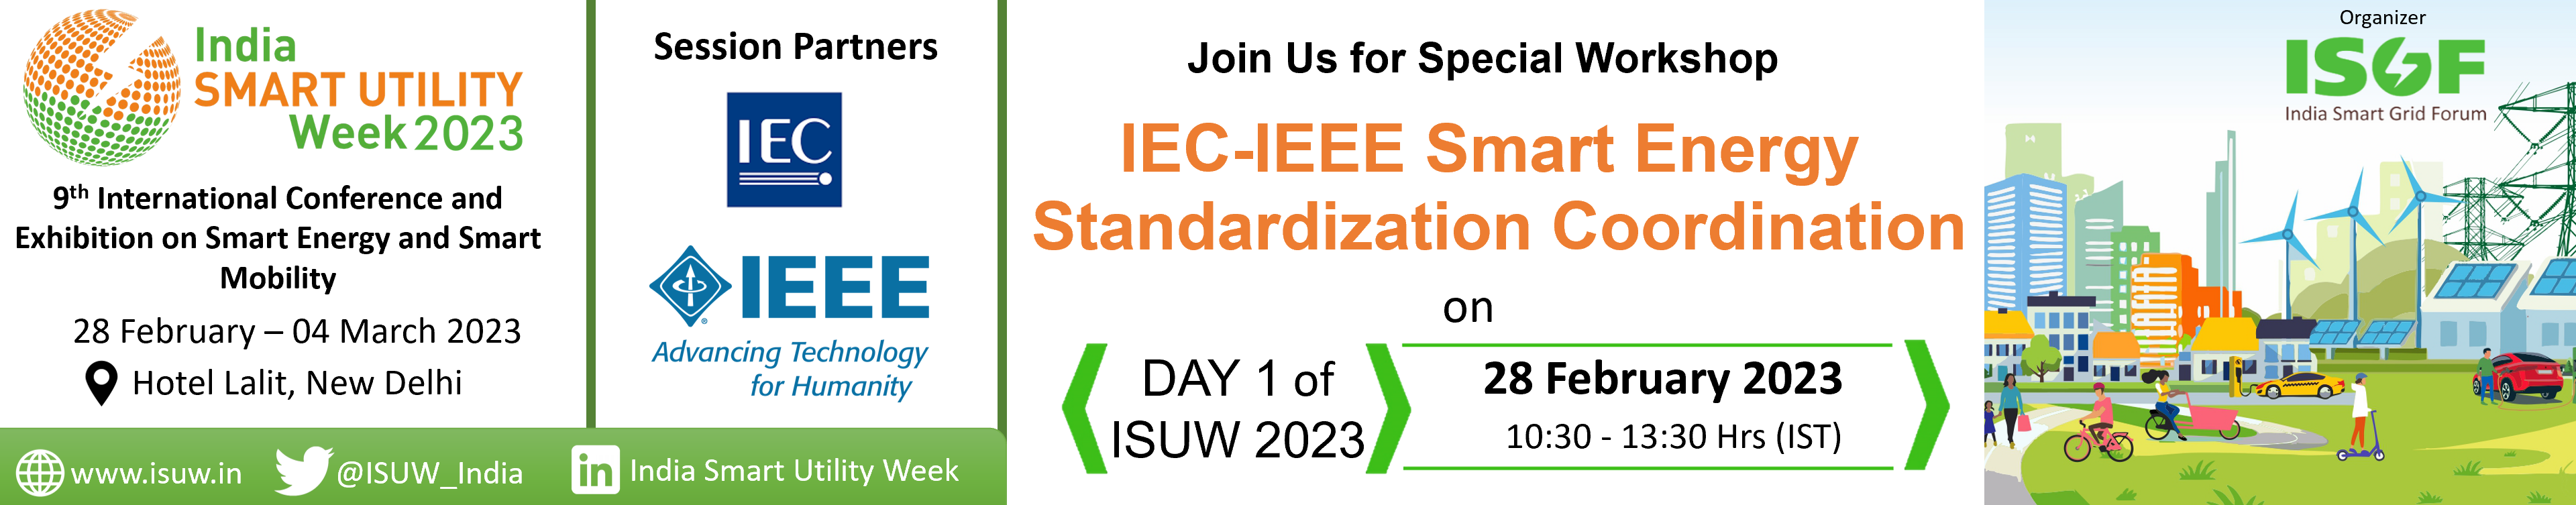 India
SMART UTILITY
Week 2023
9th International Conference and
Exhibition on Smart Energy and Smart
Mobility
28 February – 04 March 2023
Hotel Lalit, New Delhi
www.isuw.in
@ISUW_India
in
India Smart Utility Week
Session Partners
IEC
IEEE
Advancing Technology
for Humanity
Join Us for Special Workshop
IEC-IEEE Smart Energy
Standardization Coordination
on
DAY 1 of
ISUW 2023
28 February 2023
10:30 - 13:30 Hrs (IST)
Organizer
ISGF
India Smart Grid Forum